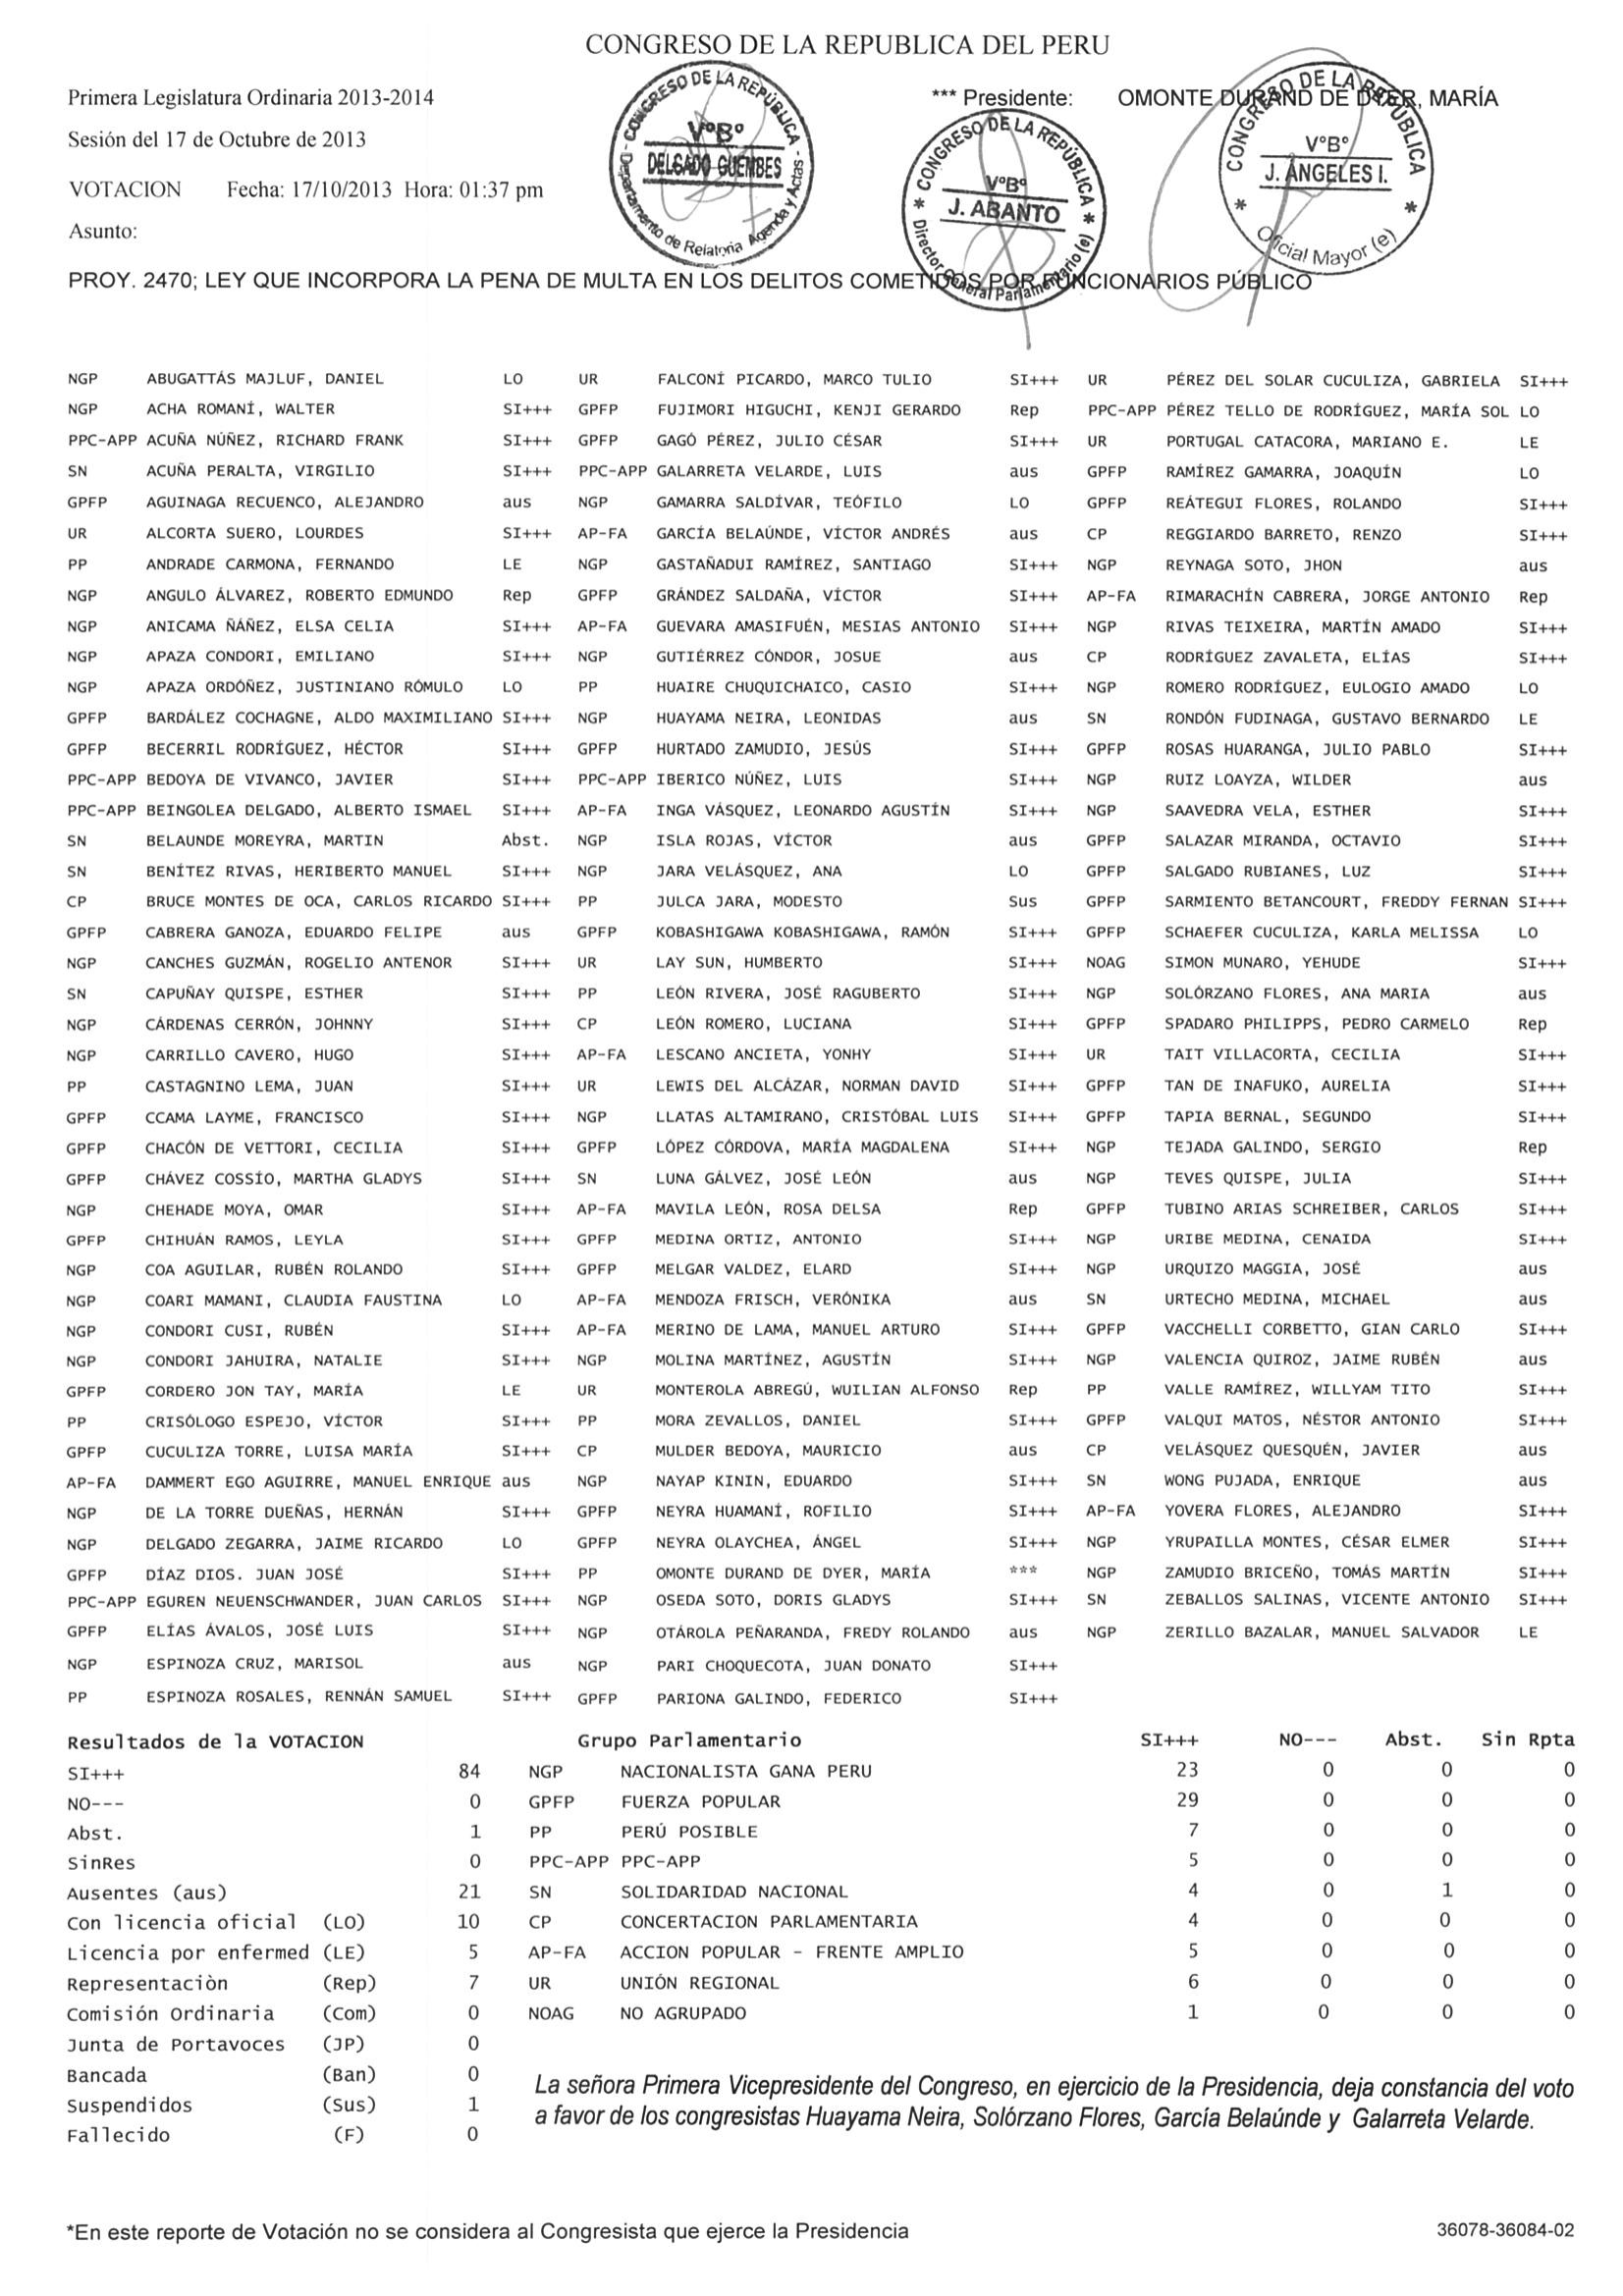 CONGRESO DE LA REPUBLICA DEL PERU
Primera Legislatura Ordinaria 2013-2014
*** Presidente: OMONTE DURAND DE DYER, MARÍA
Sesión del 17 de Octubre de 2013
VOTACION Fecha: 17/10/2013 Hora: 01:37 pm
Asunto:
CONGRESO DE LA REPÚBLICA
V°B°
DELGADO GUEMBES
Departamento de Relatoria Agenda y Actas
CONGRESO DE LA REPÚBLICA
V°B°
J. ABANTO
Director General Parlamentario (e)
CONGRESO DE LA REPÚBLICA
V°B°
J. ÁNGELES I.
Oficial Mayor (e)
PROY. 2470; LEY QUE INCORPORA LA PENA DE MULTA EN LOS DELITOS COMETIDOS POR FUNCIONARIOS PÚBLICO
NGP ABUGATTÁS MAJLUF, DANIEL LO UR FALCONÍ PICARDO, MARCO TULIO SI+++ UR PÉREZ DEL SOLAR CUCULIZA, GABRIELA SI+++
NGP ACHA ROMANÍ, WALTER SI+++ GPFP FUJIMORI HIGUCHI, KENJI GERARDO Rep PPC-APP PÉREZ TELLO DE RODRÍGUEZ, MARÍA SOL LO
PPC-APP ACUÑA NÚÑEZ, RICHARD FRANK SI+++ GPFP GAGÓ PÉREZ, JULIO CÉSAR SI+++ UR PORTUGAL CATACORA, MARIANO E. LE
SN ACUÑA PERALTA, VIRGILIO SI+++ PPC-APP GALARRETA VELARDE, LUIS aus GPFP RAMÍREZ GAMARRA, JOAQUÍN LO
GPFP AGUINAGA RECUENCO, ALEJANDRO aus NGP GAMARRA SALDÍVAR, TEÓFILO LO GPFP REÁTEGUI FLORES, ROLANDO SI+++
UR ALCORTA SUERO, LOURDES SI+++ AP-FA GARCÍA BELAÚNDE, VÍCTOR ANDRÉS aus CP REGGIARDO BARRETO, RENZO SI+++
PP ANDRADE CARMONA, FERNANDO LE NGP GASTAÑADUI RAMÍREZ, SANTIAGO SI+++ NGP REYNAGA SOTO, JHON aus
NGP ANGULO ÁLVAREZ, ROBERTO EDMUNDO Rep GPFP GRÁNDEZ SALDAÑA, VÍCTOR SI+++ AP-FA RIMARACHÍN CABRERA, JORGE ANTONIO Rep
NGP ANICAMA ÑÁÑEZ, ELSA CELIA SI+++ AP-FA GUEVARA AMASIFUÉN, MESIAS ANTONIO SI+++ NGP RIVAS TEIXEIRA, MARTÍN AMADO SI+++
NGP APAZA CONDORI, EMILIANO SI+++ NGP GUTIÉRREZ CÓNDOR, JOSUE aus CP RODRÍGUEZ ZAVALETA, ELÍAS SI+++
NGP APAZA ORDÓÑEZ, JUSTINIANO RÓMULO LO PP HUAIRE CHUQUICHAICO, CASIO SI+++ NGP ROMERO RODRÍGUEZ, EULOGIO AMADO LO
GPFP BARDÁLEZ COCHAGNE, ALDO MAXIMILIANO SI+++ NGP HUAYAMA NEIRA, LEONIDAS aus SN RONDÓN FUDINAGA, GUSTAVO BERNARDO LE
GPFP BECERRIL RODRÍGUEZ, HÉCTOR SI+++ GPFP HURTADO ZAMUDIO, JESÚS SI+++ GPFP ROSAS HUARANGA, JULIO PABLO SI+++
PPC-APP BEDOYA DE VIVANCO, JAVIER SI+++ PPC-APP IBERICO NÚÑEZ, LUIS SI+++ NGP RUIZ LOAYZA, WILDER aus
PPC-APP BEINGOLEA DELGADO, ALBERTO ISMAEL SI+++ AP-FA INGA VÁSQUEZ, LEONARDO AGUSTÍN SI+++ NGP SAAVEDRA VELA, ESTHER SI+++
SN BELAUNDE MOREYRA, MARTIN Abst. NGP ISLA ROJAS, VÍCTOR aus GPFP SALAZAR MIRANDA, OCTAVIO SI+++
SN BENÍTEZ RIVAS, HERIBERTO MANUEL SI+++ NGP JARA VELÁSQUEZ, ANA LO GPFP SALGADO RUBIANES, LUZ SI+++
CP BRUCE MONTES DE OCA, CARLOS RICARDO SI+++ PP JULCA JARA, MODESTO Sus GPFP SARMIENTO BETANCOURT, FREDDY FERNAN SI+++
GPFP CABRERA GANOZA, EDUARDO FELIPE aus GPFP KOBASHIGAWA KOBASHIGAWA, RAMÓN SI+++ GPFP SCHAEFER CUCULIZA, KARLA MELISSA LO
NGP CANCHES GUZMÁN, ROGELIO ANTENOR SI+++ UR LAY SUN, HUMBERTO SI+++ NOAG SIMON MUNARO, YEHUDE SI+++
SN CAPUÑAY QUISPE, ESTHER SI+++ PP LEÓN RIVERA, JOSÉ RAGUBERTO SI+++ NGP SOLÓRZANO FLORES, ANA MARIA aus
NGP CÁRDENAS CERRÓN, JOHNNY SI+++ CP LEÓN ROMERO, LUCIANA SI+++ GPFP SPADARO PHILIPPS, PEDRO CARMELO Rep
NGP CARRILLO CAVERO, HUGO SI+++ AP-FA LESCANO ANCIETA, YONHY SI+++ UR TAIT VILLACORTA, CECILIA SI+++
PP CASTAGNINO LEMA, JUAN SI+++ UR LEWIS DEL ALCÁZAR, NORMAN DAVID SI+++ GPFP TAN DE INAFUKO, AURELIA SI+++
GPFP CCAMA LAYME, FRANCISCO SI+++ NGP LLATAS ALTAMIRANO, CRISTÓBAL LUIS SI+++ GPFP TAPIA BERNAL, SEGUNDO SI+++
GPFP CHACÓN DE VETTORI, CECILIA SI+++ GPFP LÓPEZ CÓRDOVA, MARÍA MAGDALENA SI+++ NGP TEJADA GALINDO, SERGIO Rep
GPFP CHÁVEZ COSSÍO, MARTHA GLADYS SI+++ SN LUNA GÁLVEZ, JOSÉ LEÓN aus NGP TEVES QUISPE, JULIA SI+++
NGP CHEHADE MOYA, OMAR SI+++ AP-FA MAVILA LEÓN, ROSA DELSA Rep GPFP TUBINO ARIAS SCHREIBER, CARLOS SI+++
GPFP CHIHUÁN RAMOS, LEYLA SI+++ GPFP MEDINA ORTIZ, ANTONIO SI+++ NGP URIBE MEDINA, CENAIDA SI+++
NGP COA AGUILAR, RUBÉN ROLANDO SI+++ GPFP MELGAR VALDEZ, ELARD SI+++ NGP URQUIZO MAGGIA, JOSÉ aus
NGP COARI MAMANI, CLAUDIA FAUSTINA LO AP-FA MENDOZA FRISCH, VERÓNIKA aus SN URTECHO MEDINA, MICHAEL aus
NGP CONDORI CUSI, RUBÉN SI+++ AP-FA MERINO DE LAMA, MANUEL ARTURO SI+++ GPFP VACCHELLI CORBETTO, GIAN CARLO SI+++
NGP CONDORI JAHUIRA, NATALIE SI+++ NGP MOLINA MARTÍNEZ, AGUSTÍN SI+++ NGP VALENCIA QUIROZ, JAIME RUBÉN aus
GPFP CORDERO JON TAY, MARÍA LE UR MONTEROLA ABREGÚ, WUILIAN ALFONSO Rep PP VALLE RAMÍREZ, WILLYAM TITO SI+++
PP CRISÓLOGO ESPEJO, VÍCTOR SI+++ PP MORA ZEVALLOS, DANIEL SI+++ GPFP VALQUI MATOS, NÉSTOR ANTONIO SI+++
GPFP CUCULIZA TORRE, LUISA MARÍA SI+++ CP MULDER BEDOYA, MAURICIO aus CP VELÁSQUEZ QUESQUÉN, JAVIER aus
AP-FA DAMMERT EGO AGUIRRE, MANUEL ENRIQUE aus NGP NAYAP KININ, EDUARDO SI+++ SN WONG PUJADA, ENRIQUE aus
NGP DE LA TORRE DUEÑAS, HERNÁN SI+++ GPFP NEYRA HUAMANÍ, ROFILIO SI+++ AP-FA YOVERA FLORES, ALEJANDRO SI+++
NGP DELGADO ZEGARRA, JAIME RICARDO LO GPFP NEYRA OLAYCHEA, ÁNGEL SI+++ NGP YRUPAILLA MONTES, CÉSAR ELMER SI+++
GPFP DÍAZ DIOS. JUAN JOSÉ SI+++ PP OMONTE DURAND DE DYER, MARÍA *** NGP ZAMUDIO BRICEÑO, TOMÁS MARTÍN SI+++
PPC-APP EGUREN NEUENSCHWANDER, JUAN CARLOS SI+++ NGP OSEDA SOTO, DORIS GLADYS SI+++ SN ZEBALLOS SALINAS, VICENTE ANTONIO SI+++
GPFP ELÍAS ÁVALOS, JOSÉ LUIS SI+++ NGP OTÁROLA PEÑARANDA, FREDY ROLANDO aus NGP ZERILLO BAZALAR, MANUEL SALVADOR LE
NGP ESPINOZA CRUZ, MARISOL aus NGP PARI CHOQUECOTA, JUAN DONATO SI+++
PP ESPINOZA ROSALES, RENNÁN SAMUEL SI+++ GPFP PARIONA GALINDO, FEDERICO SI+++
Resultados de la VOTACION Grupo Parlamentario SI+++ NO--- Abst. Sin Rpta
SI+++ 84 NGP NACIONALISTA GANA PERU 23 0 0 0
NO--- 0 GPFP FUERZA POPULAR 29 0 0 0
Abst. 1 PP PERÚ POSIBLE 7 0 0 0
SinRes 0 PPC-APP PPC-APP 5 0 0 0
Ausentes (aus) 21 SN SOLIDARIDAD NACIONAL 4 0 1 0
Con licencia oficial (LO) 10 CP CONCERTACION PARLAMENTARIA 4 0 0 0
Licencia por enfermed (LE) 5 AP-FA ACCION POPULAR - FRENTE AMPLIO 5 0 0 0
Representaciòn (Rep) 7 UR UNIÓN REGIONAL 6 0 0 0
Comisión Ordinaria (Com) 0 NOAG NO AGRUPADO 1 0 0 0
Junta de Portavoces (JP) 0
Bancada (Ban) 0
Suspendidos (Sus) 1
Fallecido (F) 0
La señora Primera Vicepresidente del Congreso, en ejercicio de la Presidencia, deja constancia del voto
a favor de los congresistas Huayama Neira, Solórzano Flores, García Belaúnde y Galarreta Velarde.
*En este reporte de Votación no se considera al Congresista que ejerce la Presidencia
36078-36084-02